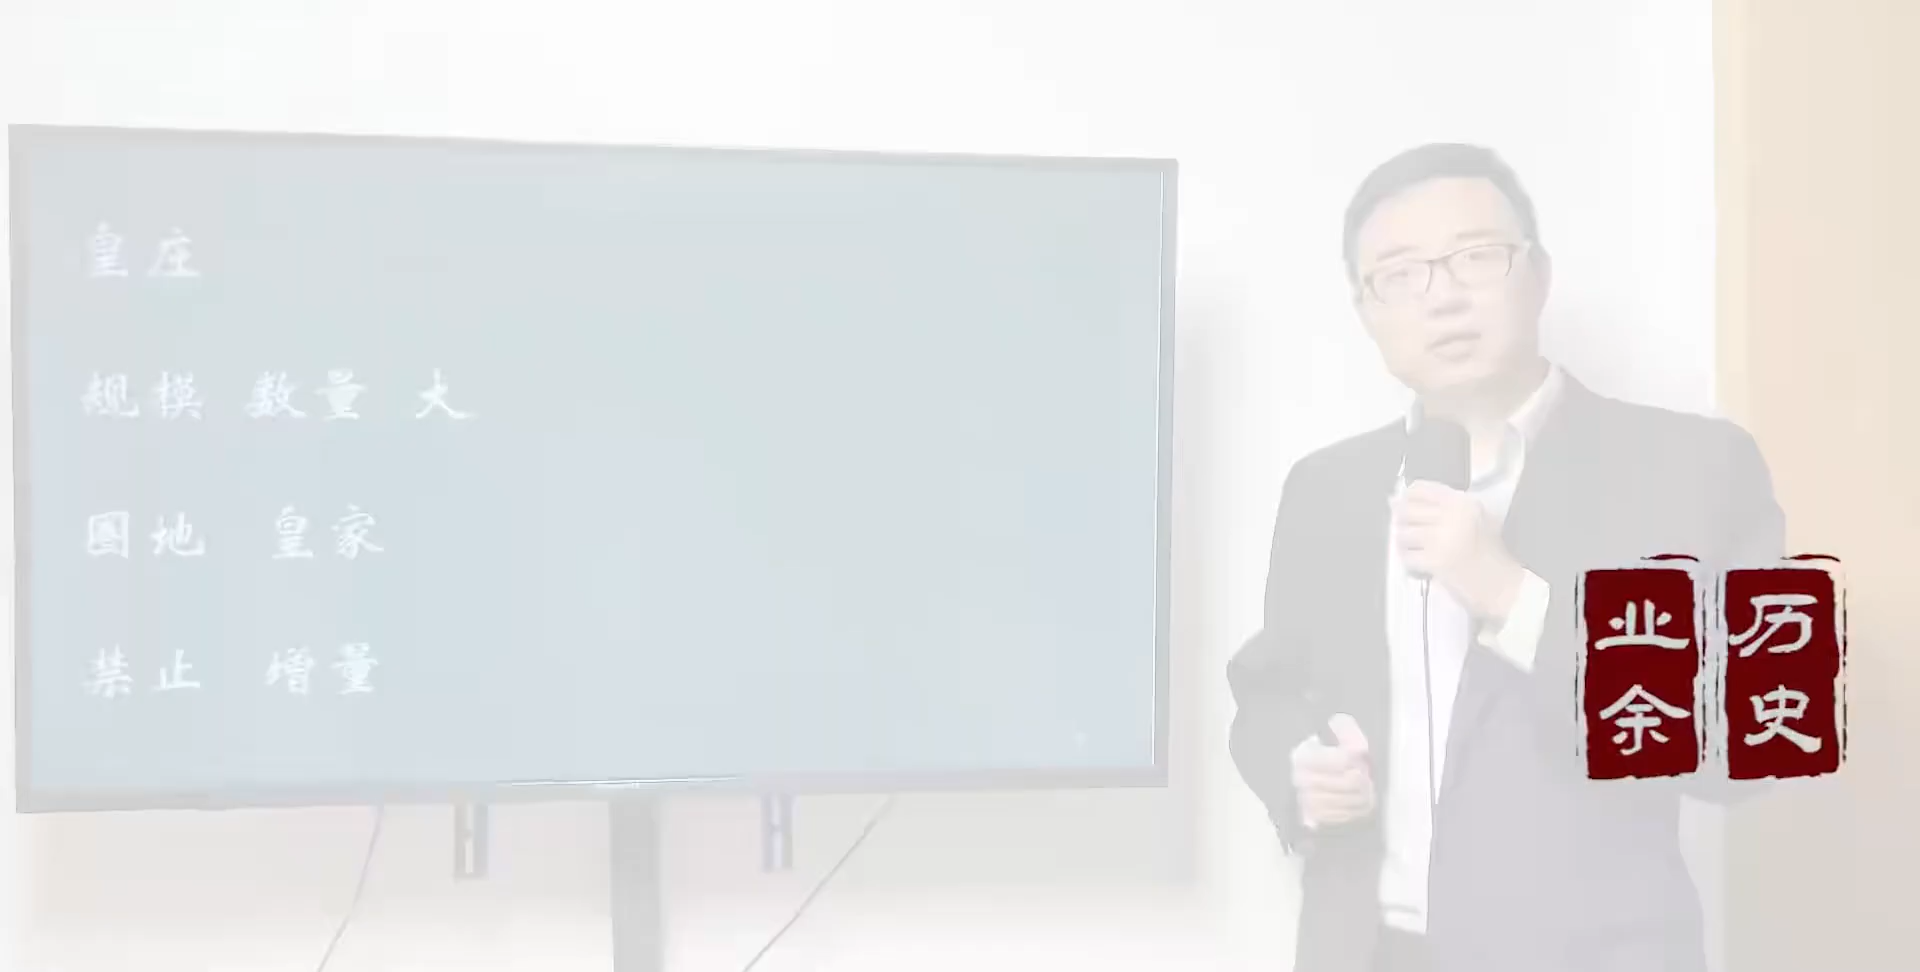 皇庄
规模 数量 大
圈地 皇家
禁止 增量
历史
业余